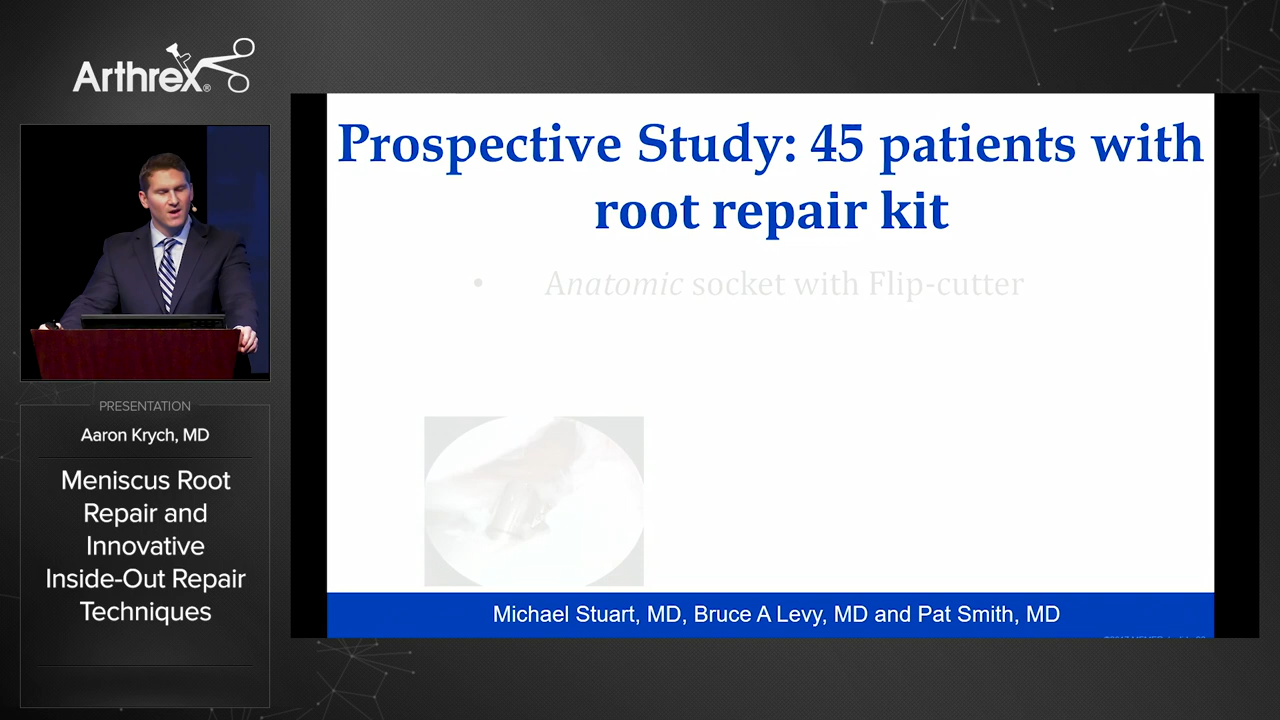 Arthrex®
PRESENTATION
Aaron Krych, MD
Meniscus Root
Repair and
Innovative
Inside-Out Repair
Techniques
Prospective Study: 45 patients with
root repair kit
• Anatomic socket with Flip-cutter
Michael Stuart, MD, Bruce A Levy, MD and Pat Smith, MD